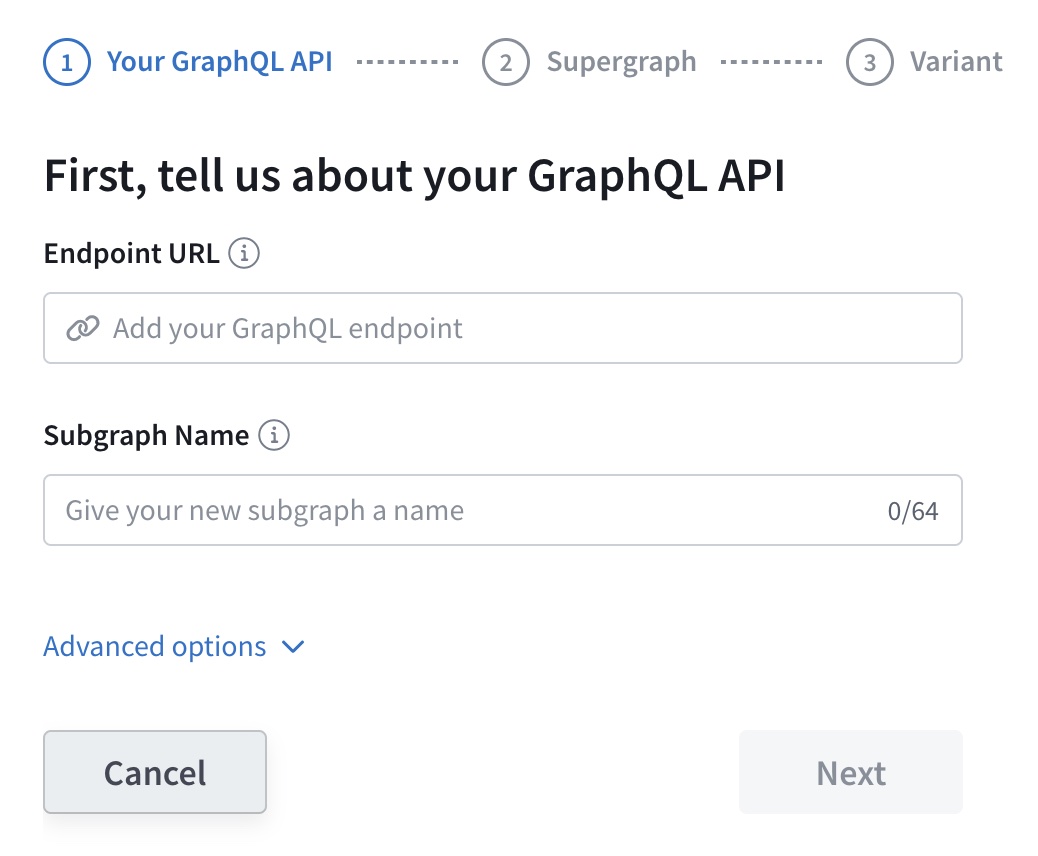 1 Your GraphQL API 2 Supergraph 3 Variant
First, tell us about your GraphQL API
Endpoint URL
Add your GraphQL endpoint
Subgraph Name
Give your new subgraph a name 0/64
Advanced options
Cancel Next